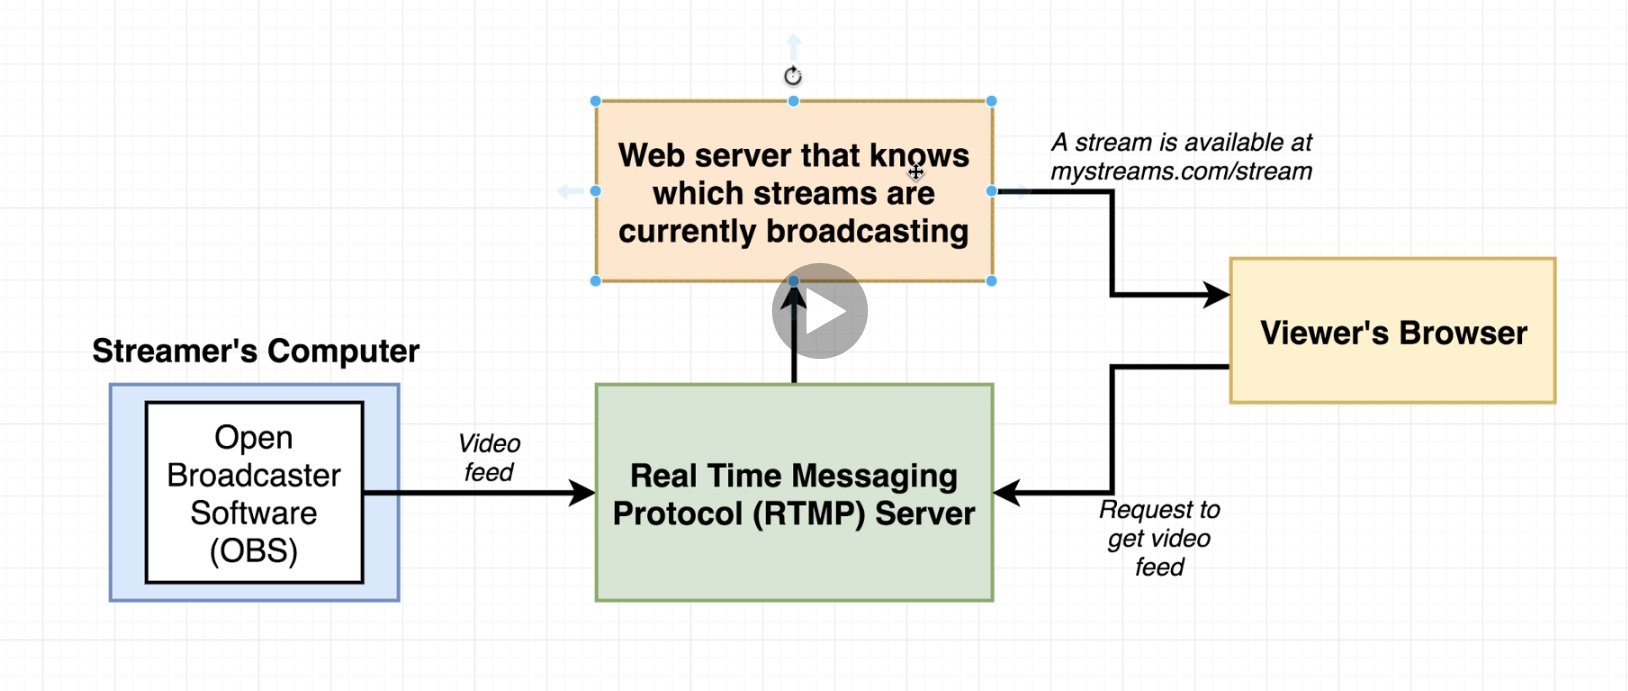 Web server that knows
which streams are
currently broadcasting
A stream is available at
mystreams.com/stream
Viewer's Browser
Streamer's Computer
Open
Broadcaster
Software
(OBS)
Video
feed
Real Time Messaging
Protocol (RTMP) Server
Request to
get video
feed